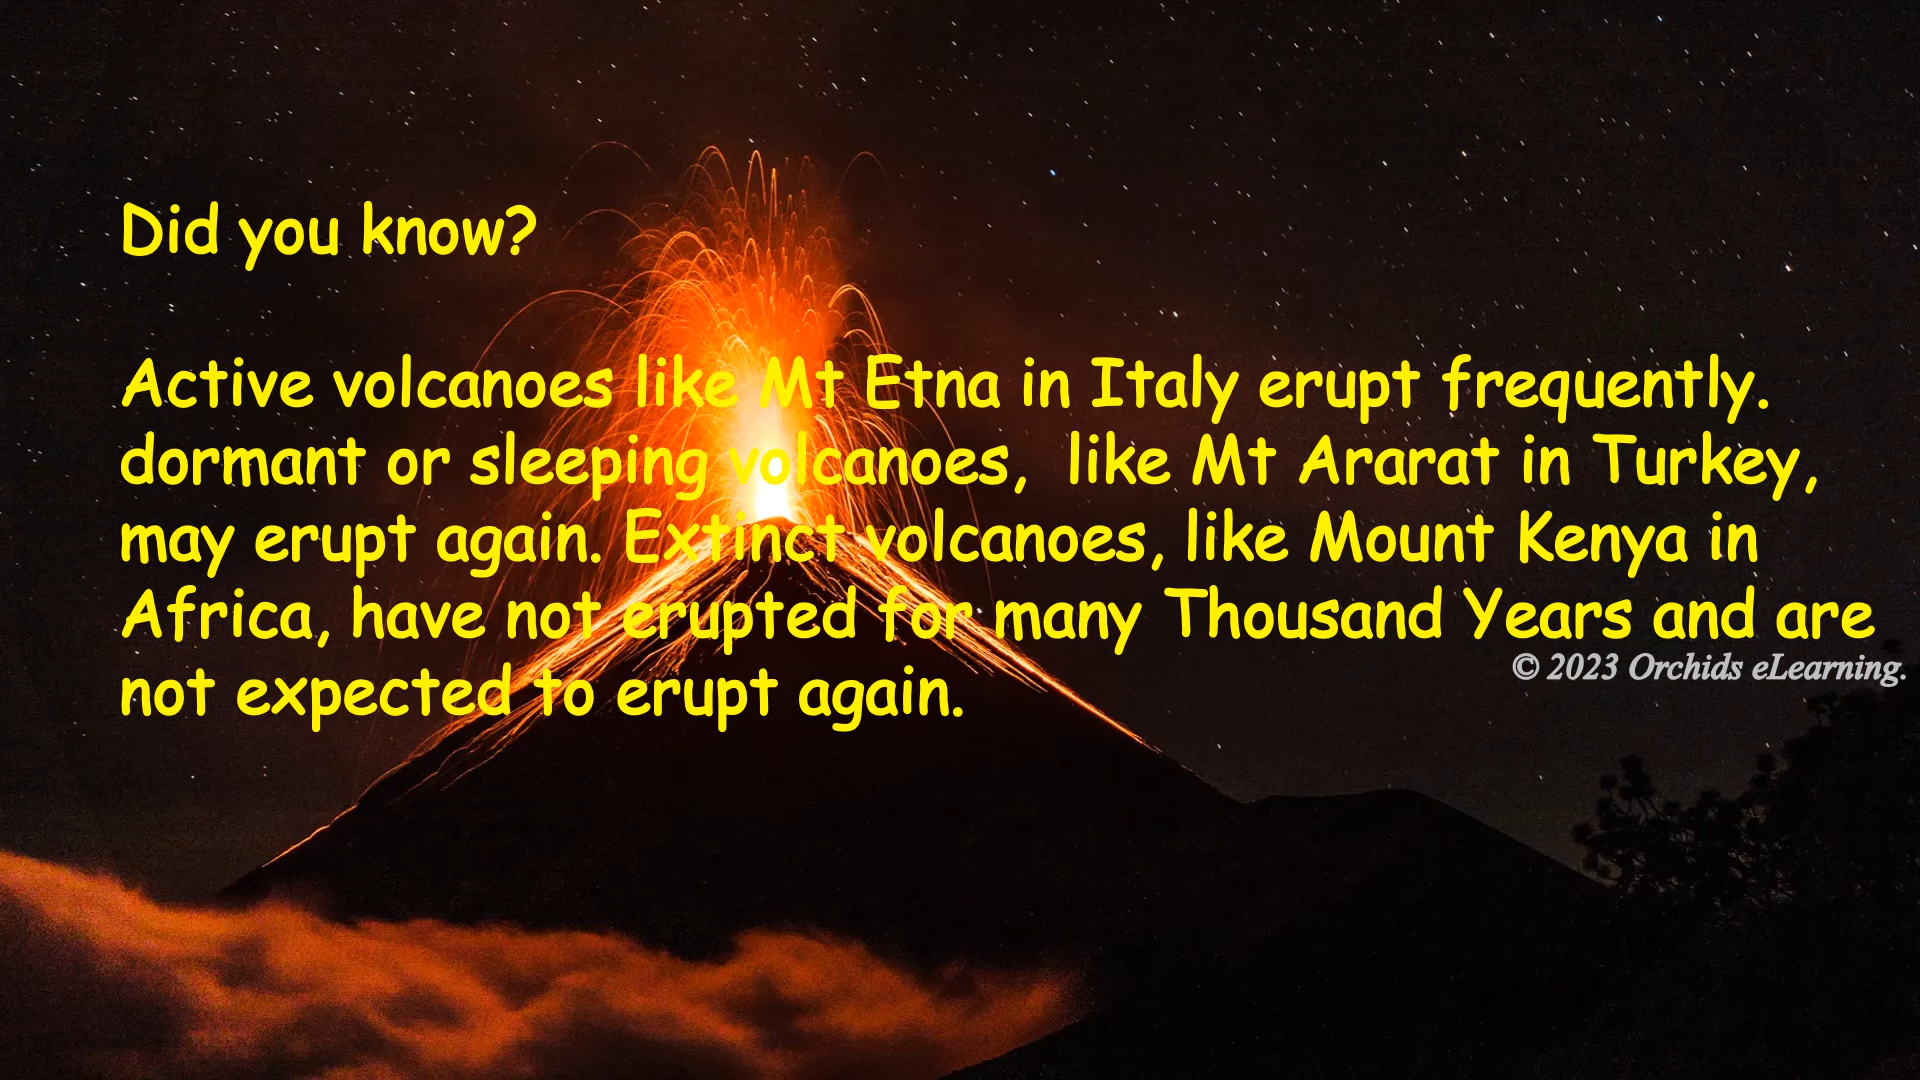 Did you know?
Active volcanoes like Mt Etna in Italy erupt frequently.
dormant or sleeping volcanoes,  like Mt Ararat in Turkey,
may erupt again. Extinct volcanoes, like Mount Kenya in
Africa, have not erupted for many Thousand Years and are
not expected to erupt again.
© 2023 Orchids eLearning.